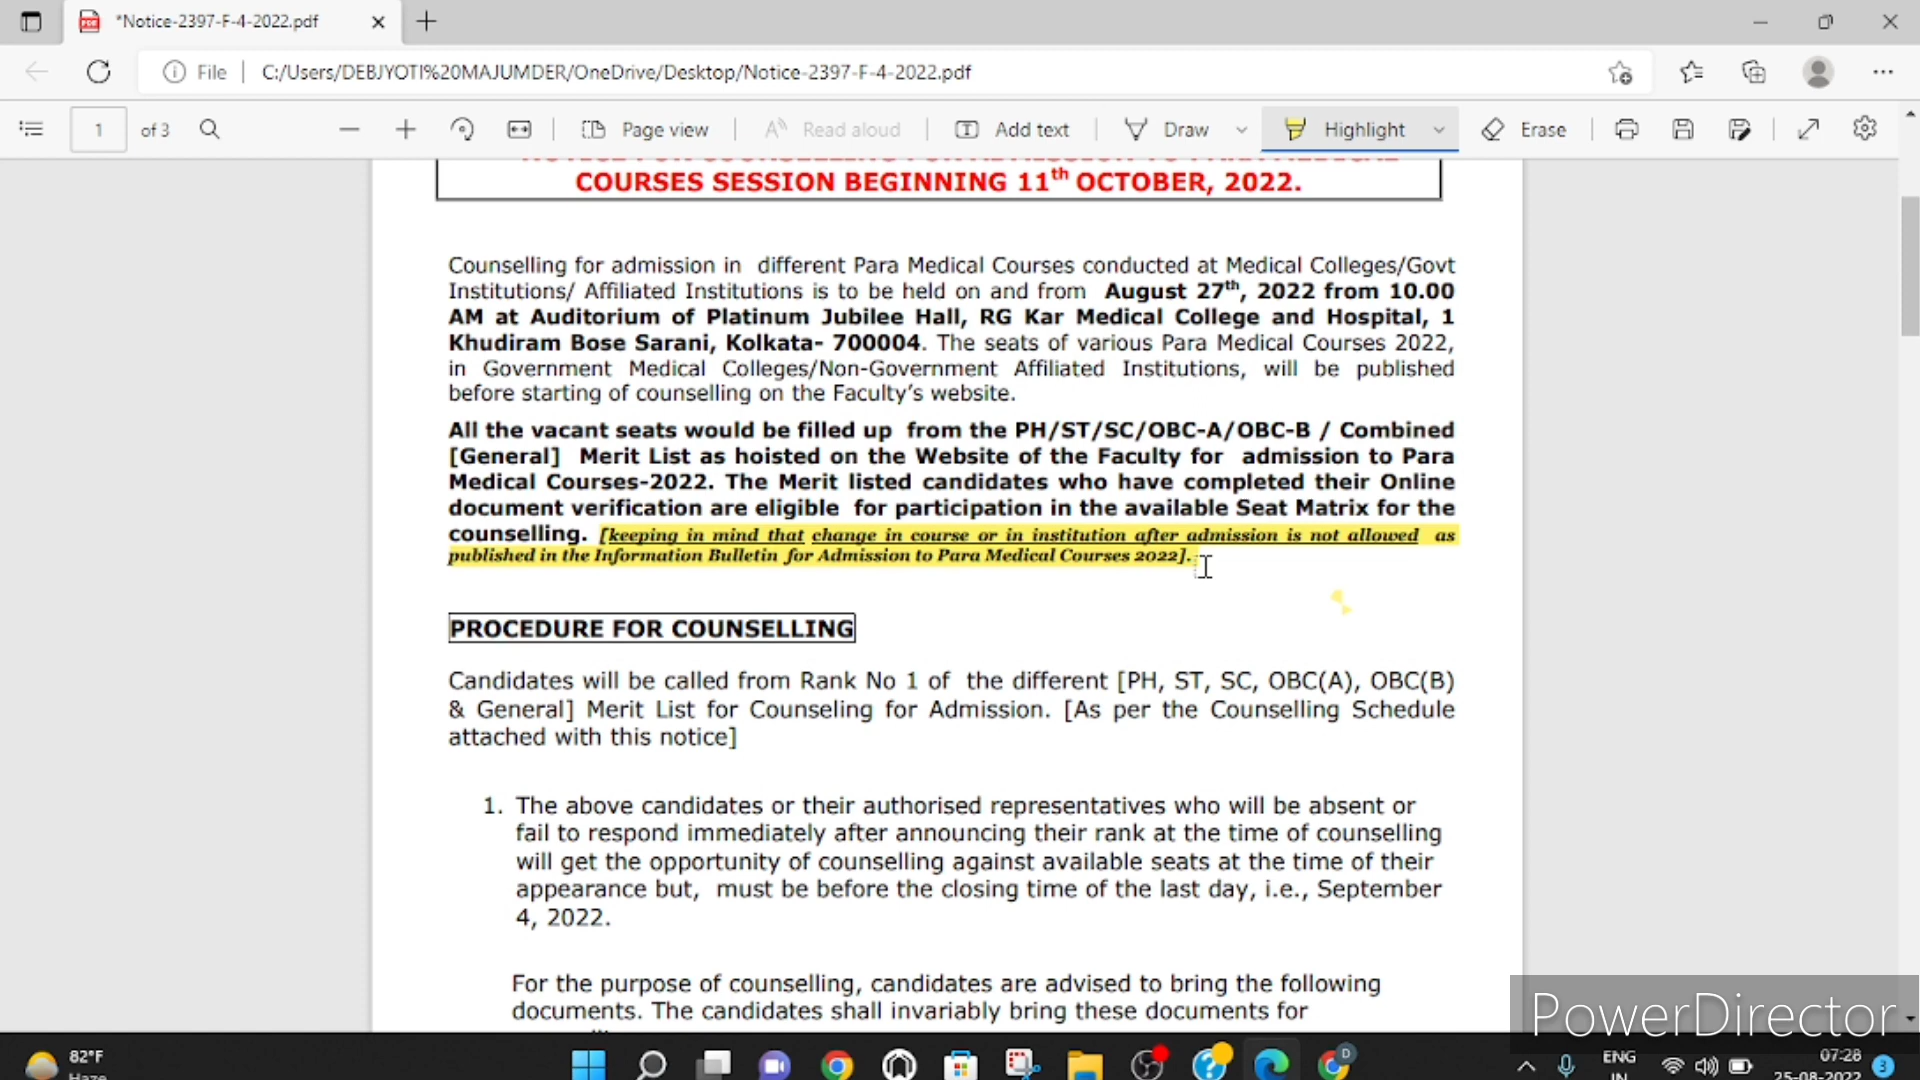 *Notice-2397-F-4-2022.pdf
File
C:/Users/DEBJYOTI%20MAJUMDER/OneDrive/Desktop/Notice-2397-F-4-2022.pdf
1 of 3
Page view
Read aloud
Add text
Draw
Highlight
Erase
COURSES SESSION BEGINNING 11th OCTOBER, 2022.
Counselling for admission in different Para Medical Courses conducted at Medical Colleges/Govt
Institutions/ Affiliated Institutions is to be held on and from August 27th, 2022 from 10.00
AM at Auditorium of Platinum Jubilee Hall, RG Kar Medical College and Hospital, 1
Khudiram Bose Sarani, Kolkata- 700004. The seats of various Para Medical Courses 2022,
in Government Medical Colleges/Non-Government Affiliated Institutions, will be published
before starting of counselling on the Faculty's website.
All the vacant seats would be filled up from the PH/ST/SC/OBC-A/OBC-B / Combined
[General] Merit List as hoisted on the Website of the Faculty for admission to Para
Medical Courses-2022. The Merit listed candidates who have completed their Online
document verification are eligible for participation in the available Seat Matrix for the
counselling. [keeping in mind that change in course or in institution after admission is not allowed as
published in the Information Bulletin for Admission to Para Medical Courses 2022].
PROCEDURE FOR COUNSELLING
Candidates will be called from Rank No 1 of the different [PH, ST, SC, OBC(A), OBC(B)
& General] Merit List for Counseling for Admission. [As per the Counselling Schedule
attached with this notice]
1. The above candidates or their authorised representatives who will be absent or
fail to respond immediately after announcing their rank at the time of counselling
will get the opportunity of counselling against available seats at the time of their
appearance but, must be before the closing time of the last day, i.e., September
4, 2022.
For the purpose of counselling, candidates are advised to bring the following
documents. The candidates shall invariably bring these documents for
PowerDirector
82°F
Haze
D
ENG
IN
07:28
25-08-2022
3